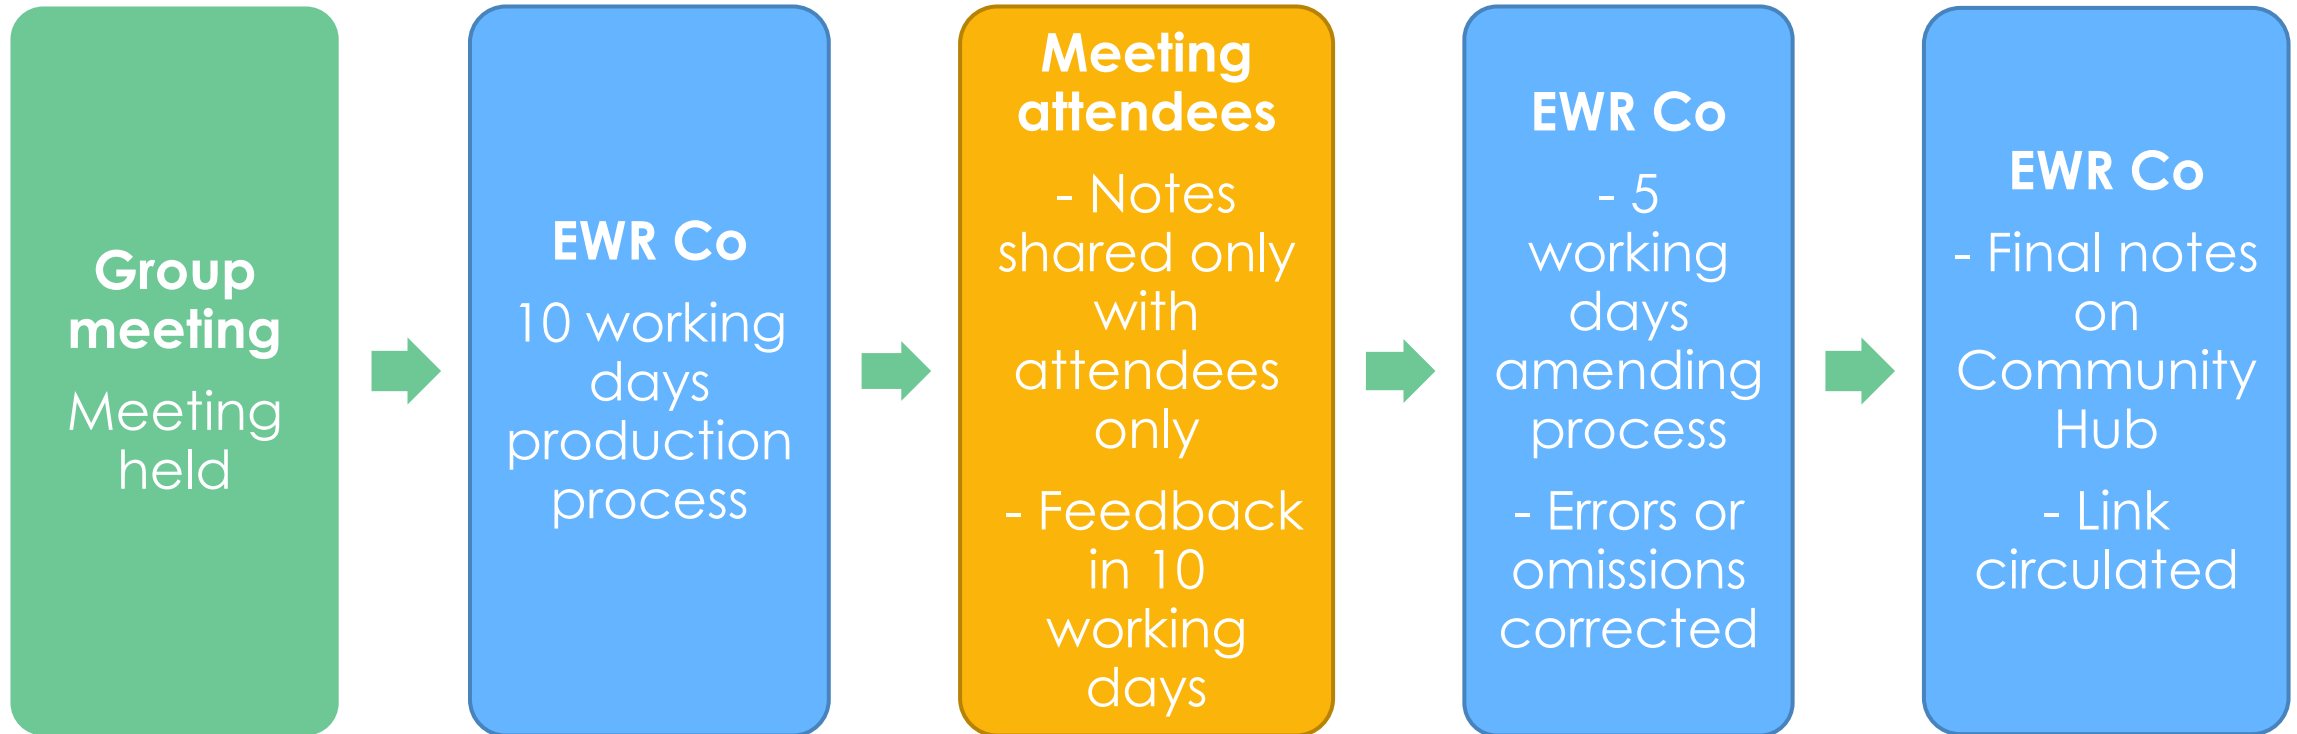 Group
meeting
Meeting
held
EWR Co
10 working
days
production
process
Meeting
attendees
- Notes
shared only
with
attendees
only
- Feedback
in 10
working
days
EWR Co
- 5
working
days
amending
process
- Errors or
omissions
corrected
EWR Co
- Final notes
on
Community
Hub
- Link
circulated